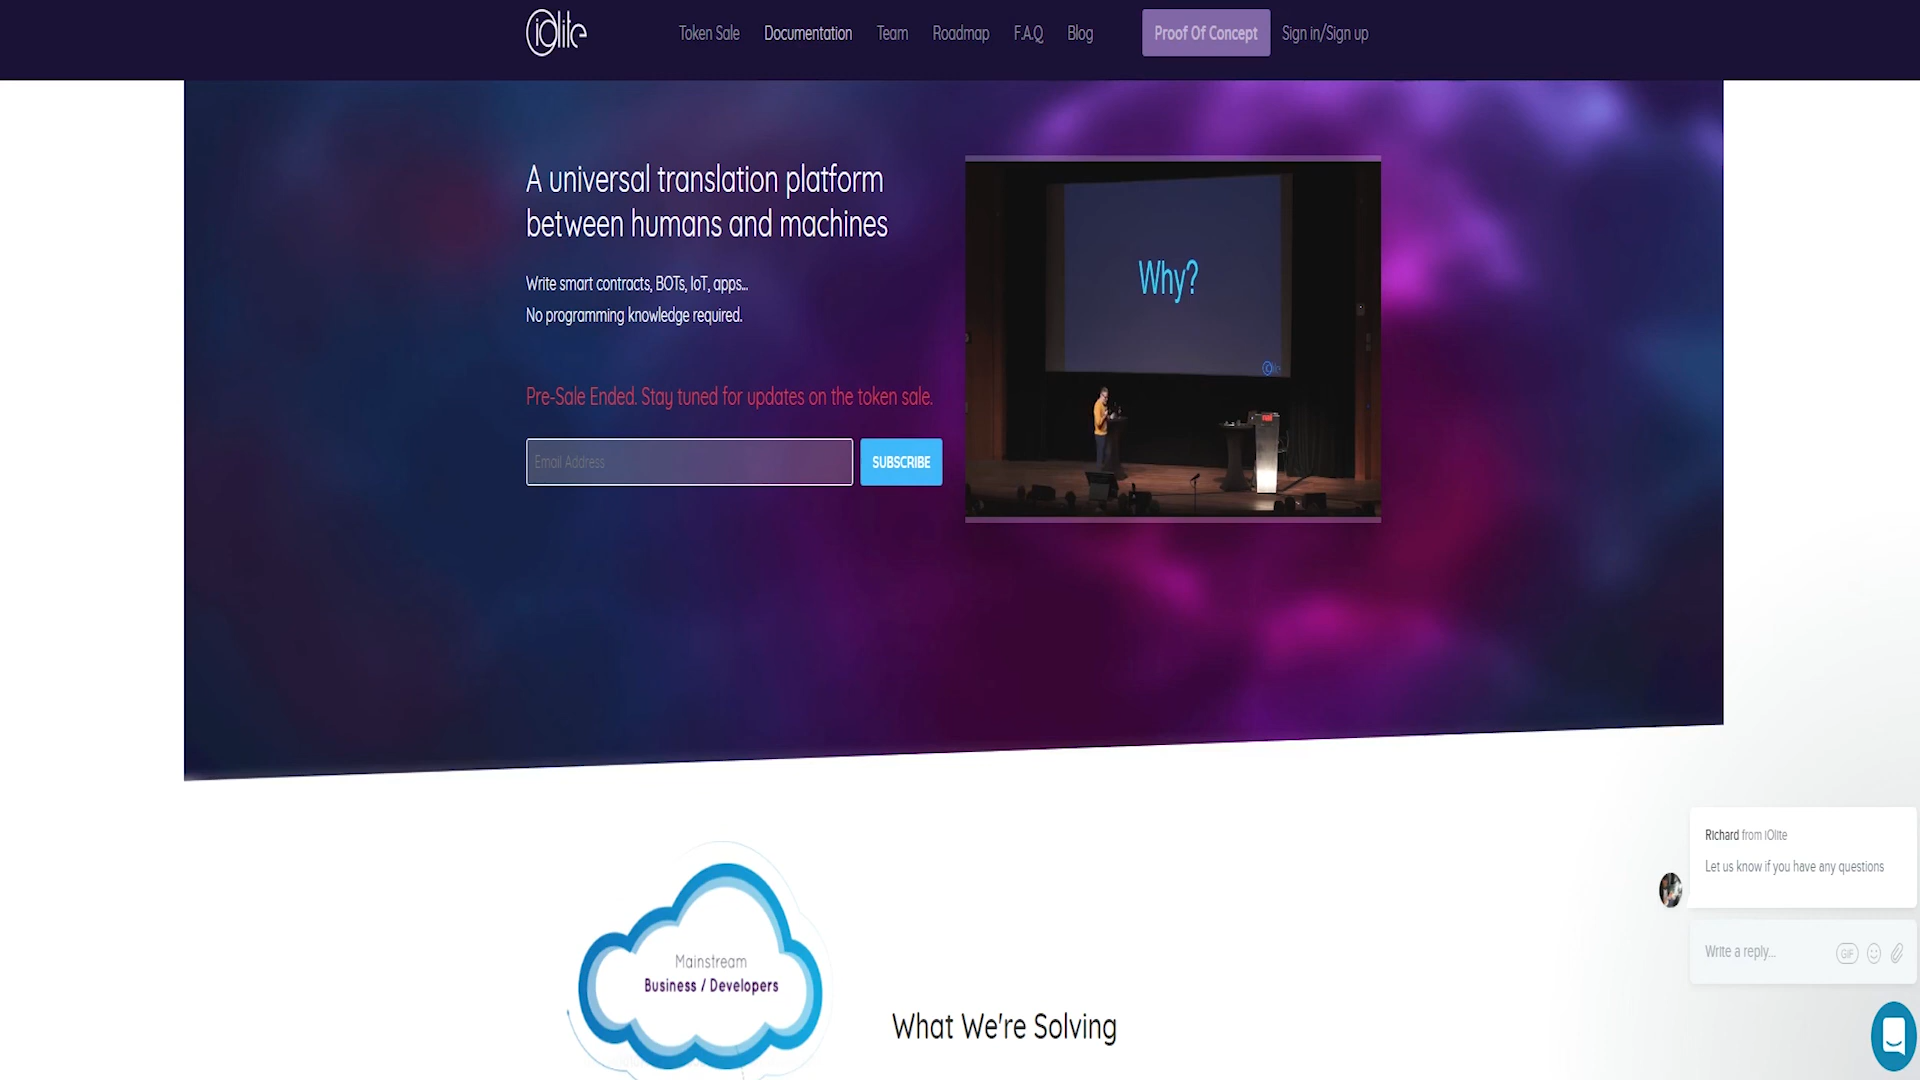 iOlite
Token Sale
Documentation
Team
Roadmap
F.A.Q
Blog
Proof Of Concept
Sign in/Sign up
A universal translation platform
between humans and machines
Write smart contracts, BOTs, IoT, apps...
No programming knowledge required.
Pre-Sale Ended. Stay tuned for updates on the token sale.
Email Address
SUBSCRIBE
Why?
Mainstream
Business / Developers
What We're Solving
Richard from iOlite
Let us know if you have any questions
Write a reply...
GIF